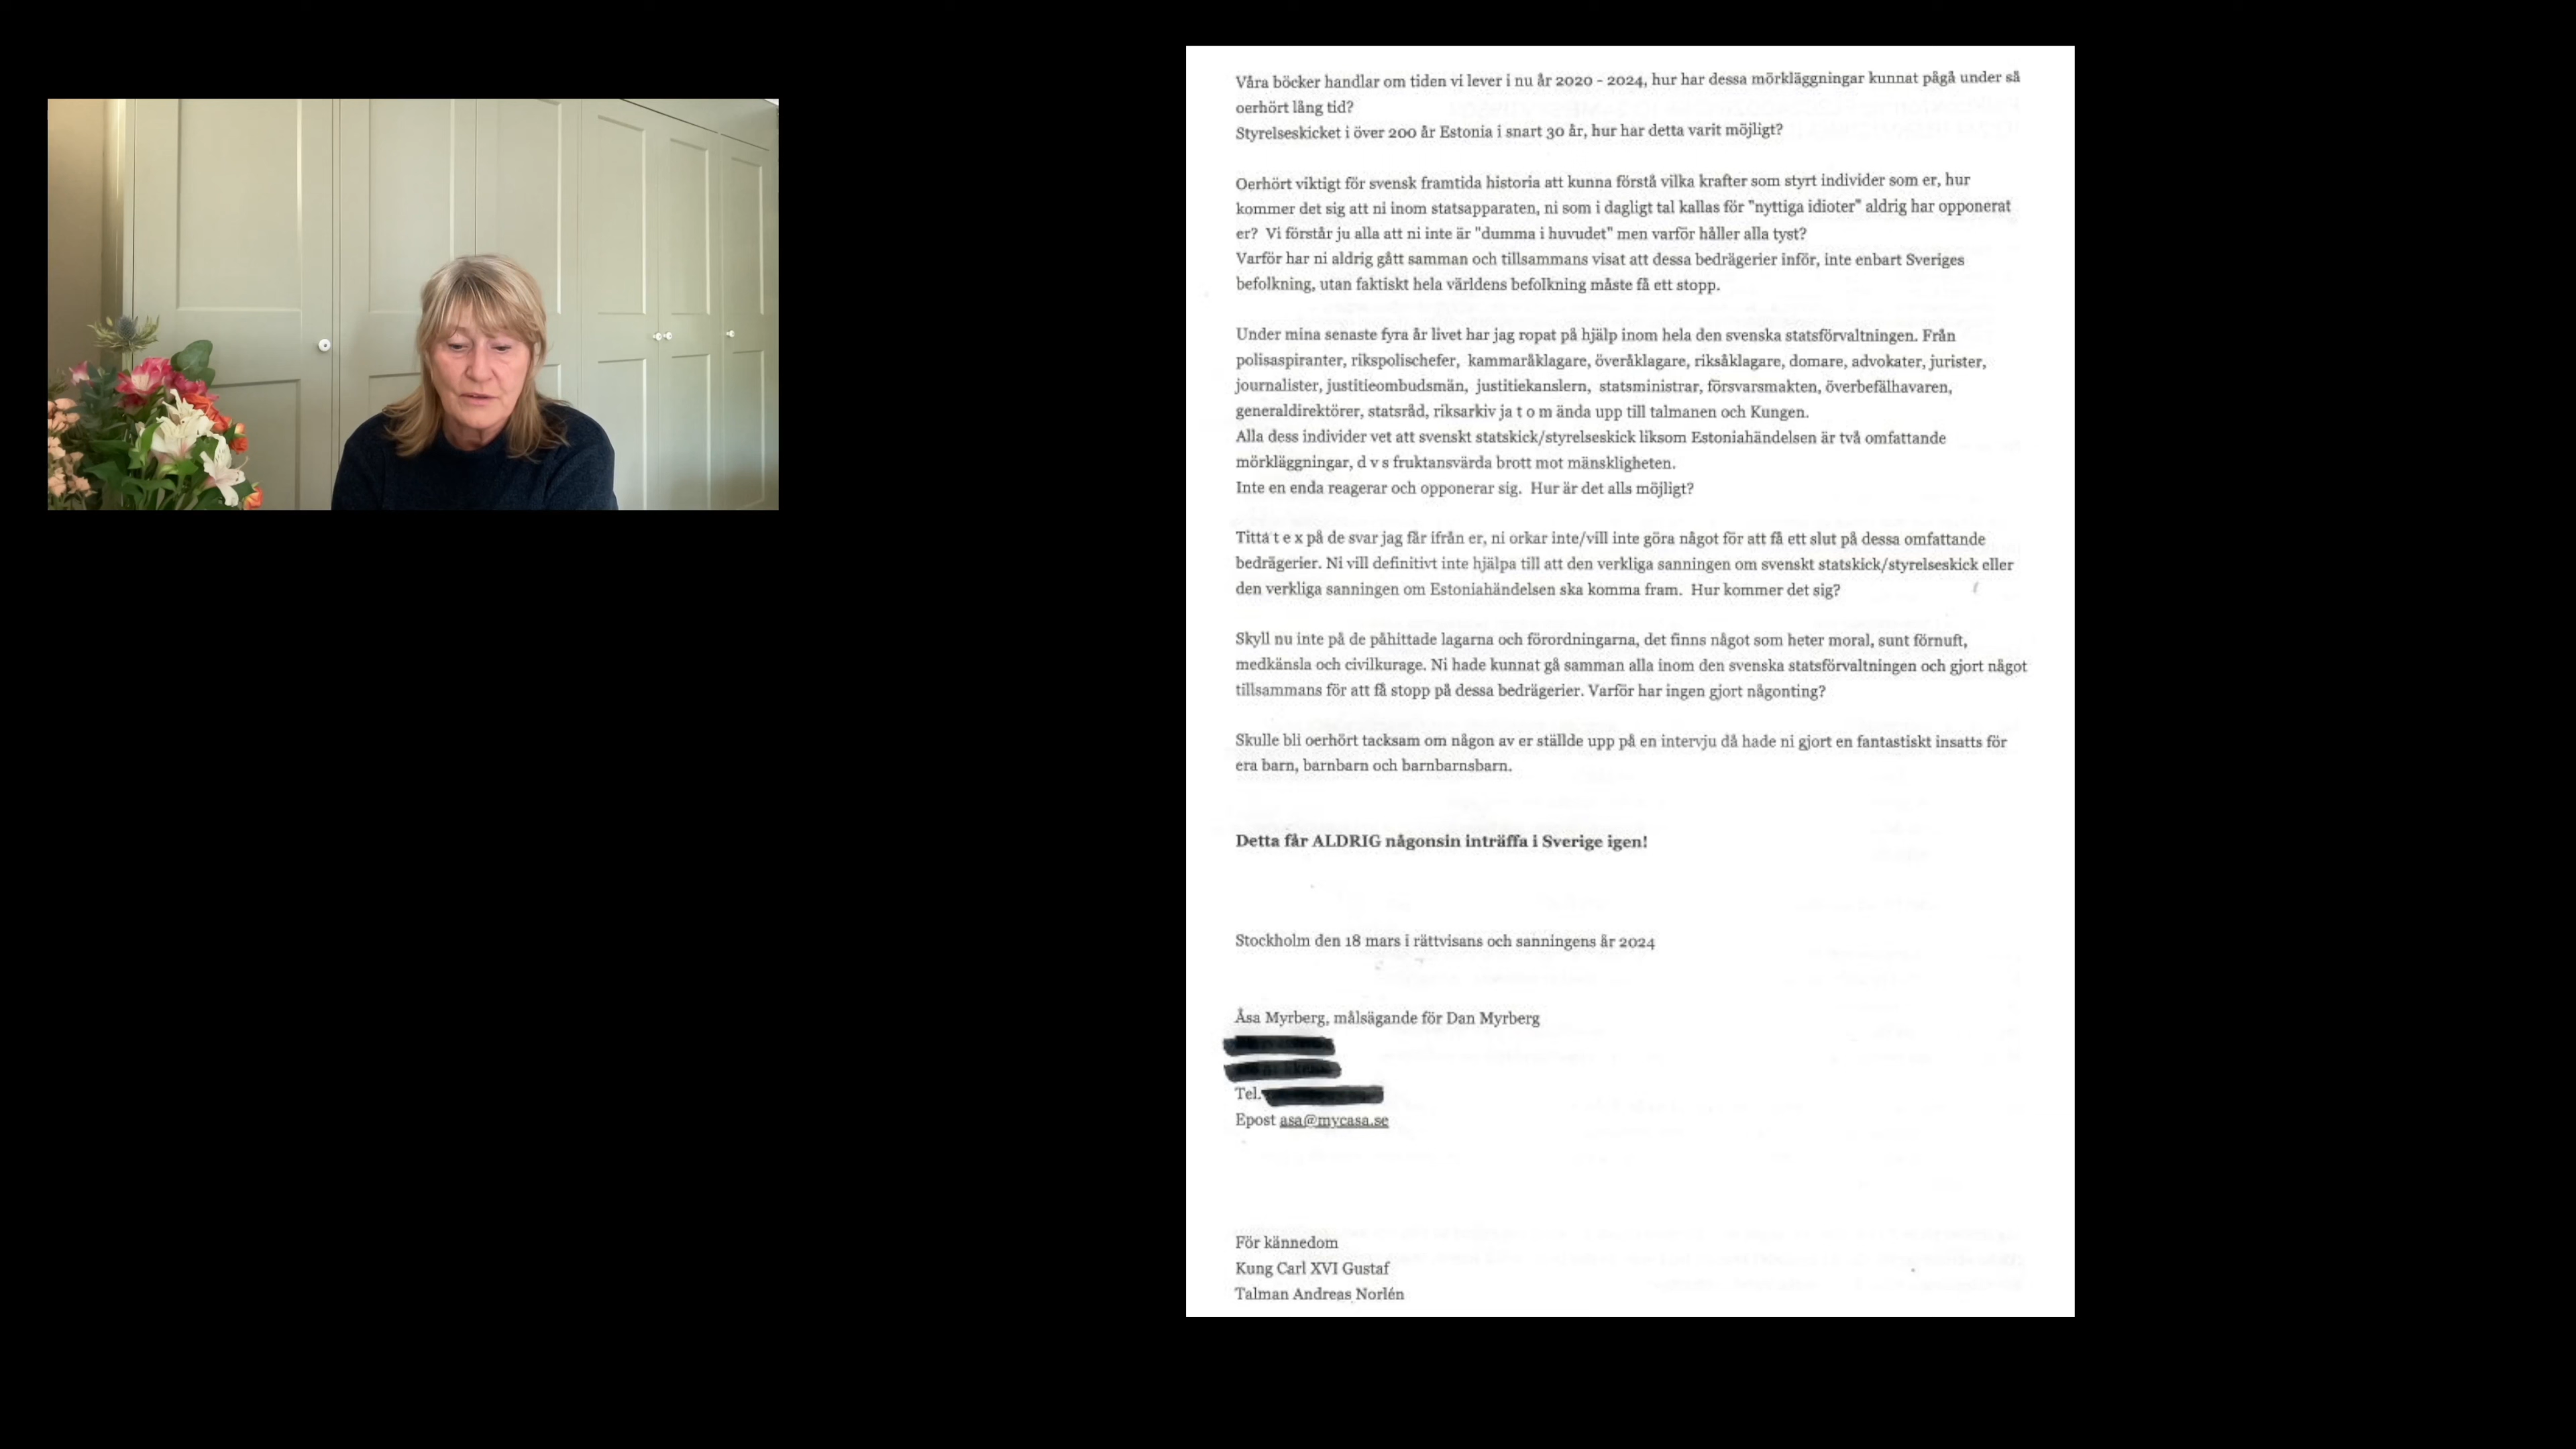 Våra böcker handlar om tiden vi lever i nu år 2020 - 2024, hur har dessa mörkläggningar kunnat pågå under så
oerhört lång tid?
Styrelseskicket i över 200 år Estonia i snart 30 år, hur har detta varit möjligt?
Oerhört viktigt för svensk framtida historia att kunna förstå vilka krafter som styrt individer som er, hur
kommer det sig att ni inom statsapparaten, ni som i dagligt tal kallas för "nyttiga idioter" aldrig har opponerat
er?  Vi förstår ju alla att ni inte är "dumma i huvudet" men varför håller alla tyst?
Varför har ni aldrig gått samman och tillsammans visat att dessa bedrägerier inför, inte enbart Sveriges
befolkning, utan faktiskt hela världens befolkning måste få ett stopp.
Under mina senaste fyra år livet har jag ropat på hjälp inom hela den svenska statsförvaltningen. Från
polisaspiranter, rikspolischefer,  kammaråklagare, överåklagare, riksåklagare, domare, advokater, jurister,
journalister, justitieombudsmän,  justitiekanslern,  statsministrar, försvarsmakten, överbefälhavaren,
generaldirektörer, statsråd, riksarkiv ja t o m ända upp till talmanen och Kungen.
Alla dess individer vet att svenskt statskick/styrelseskick liksom Estoniahändelsen är två omfattande
mörkläggningar, d v s fruktansvärda brott mot mänskligheten.
Inte en enda reagerar och opponerar sig.  Hur är det alls möjligt?
Titta t e x på de svar jag får ifrån er, ni orkar inte/vill inte göra något för att få ett slut på dessa omfattande
bedrägerier. Ni vill definitivt inte hjälpa till att den verkliga sanningen om svenskt statskick/styrelseskick eller
den verkliga sanningen om Estoniahändelsen ska komma fram.  Hur kommer det sig?
Skyll nu inte på de påhittade lagarna och förordningarna, det finns något som heter moral, sunt förnuft,
medkänsla och civilkurage. Ni hade kunnat gå samman alla inom den svenska statsförvaltningen och gjort något
tillsammans för att få stopp på dessa bedrägerier. Varför har ingen gjort någonting?
Skulle bli oerhört tacksam om någon av er ställde upp på en intervju då hade ni gjort en fantastiskt insatts för
era barn, barnbarn och barnbarnsbarn.
Detta får ALDRIG någonsin inträffa i Sverige igen!
Stockholm den 18 mars i rättvisans och sanningens år 2024
Åsa Myrberg, målsägande för Dan Myrberg
Tel.
Epost asa@mycasa.se
För kännedom
Kung Carl XVI Gustaf
Talman Andreas Norlén